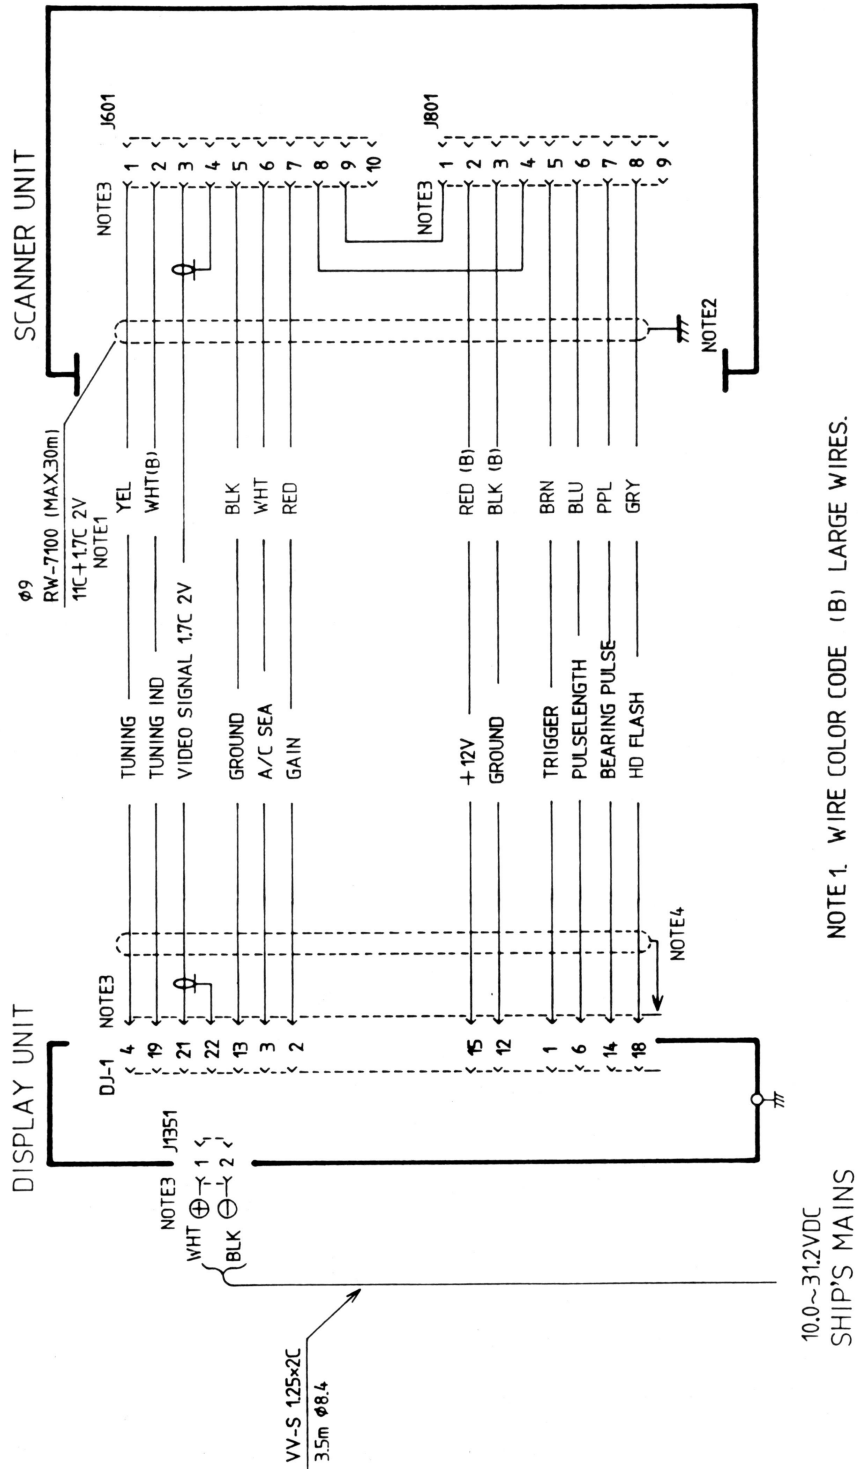 DISPLAY UNIT
SCANNER UNIT
φ9
RW-7100 (MAX.30m)
11C+1.7C 2V
NOTE1
NOTE3
J1351
WHT ⊕ 1
BLK ⊖ 2
DJ-1
NOTE3
NOTE3
J601
4 TUNING YEL 1
19 TUNING IND WHT(B) 2
21 VIDEO SIGNAL 1.7C 2V 3
22 4
13 GROUND BLK 5
3 A/C SEA WHT 6
2 GAIN RED 7
8
9
10
NOTE3
J801
1
15 +12V RED (B) 2
12 GROUND BLK (B) 3
4
1 TRIGGER BRN 5
6 PULSELENGTH BLU 6
14 BEARING PULSE PPL 7
18 HD FLASH GRY 8
9
NOTE4
NOTE2
VV-S 1.25×2C
3.5m φ8.4
10.0~31.2VDC
SHIP'S MAINS
NOTE1. WIRE COLOR CODE (B) LARGE WIRES.